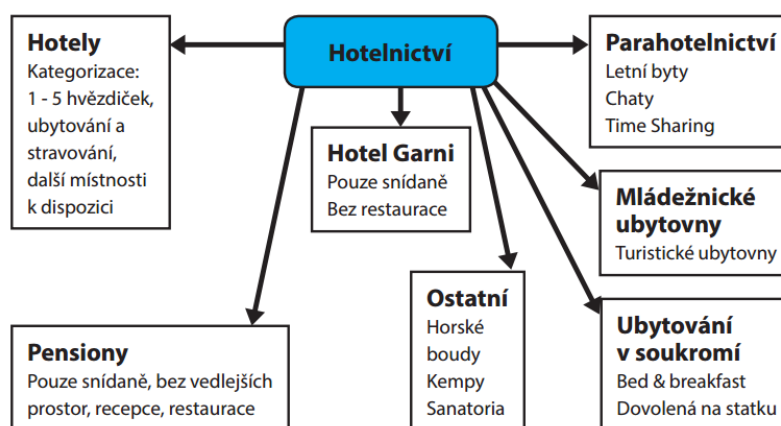 Hotelnictví
Hotely
Kategorizace:
1 - 5 hvězdiček,
ubytování a
stravování,
další místnosti
k dispozici
Hotel Garni
Pouze snídaně
Bez restaurace
Parahotelnictví
Letní byty
Chaty
Time Sharing
Mládežnické
ubytovny
Turistické ubytovny
Pensiony
Pouze snídaně, bez vedlejších
prostor, recepce, restaurace
Ostatní
Horské
boudy
Kempy
Sanatoria
Ubytování
v soukromí
Bed & breakfast
Dovolená na statku